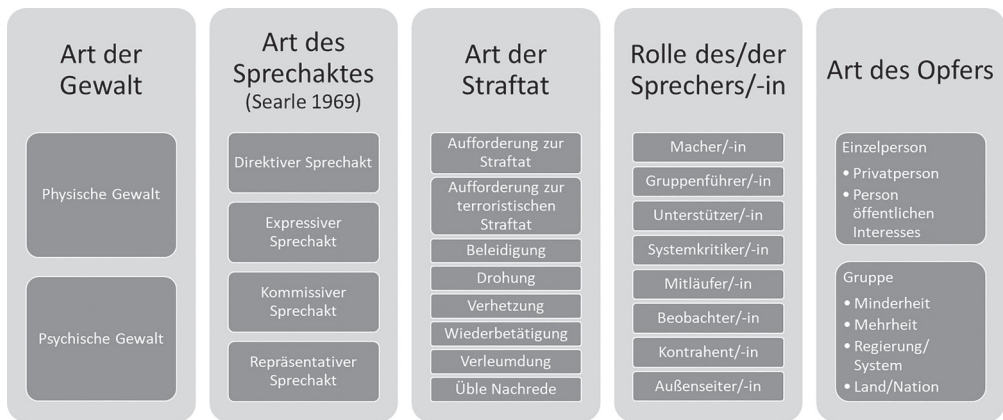 Art der
Gewalt
Physische Gewalt
Psychische Gewalt
Art des
Sprechaktes
(Searle 1969)
Direktiver Sprechakt
Expressiver
Sprechakt
Kommissiver
Sprechakt
Repräsentativer
Sprechakt
Art der
Straftat
Aufforderung zur
Straftat
Aufforderung zur
terroristischen
Straftat
Beleidigung
Drohung
Verhetzung
Wiederbetätigung
Verleumdung
Üble Nachrede
Rolle des/der
Sprechers/-in
Macher/-in
Gruppenführer/-in
Unterstützer/-in
Systemkritiker/-in
Mitläufer/-in
Beobachter/-in
Kontrahent/-in
Außenseiter/-in
Art des Opfers
Einzelperson
• Privatperson
• Person
öffentlichen
Interesses
Gruppe
• Minderheit
• Mehrheit
• Regierung/
System
• Land/Nation